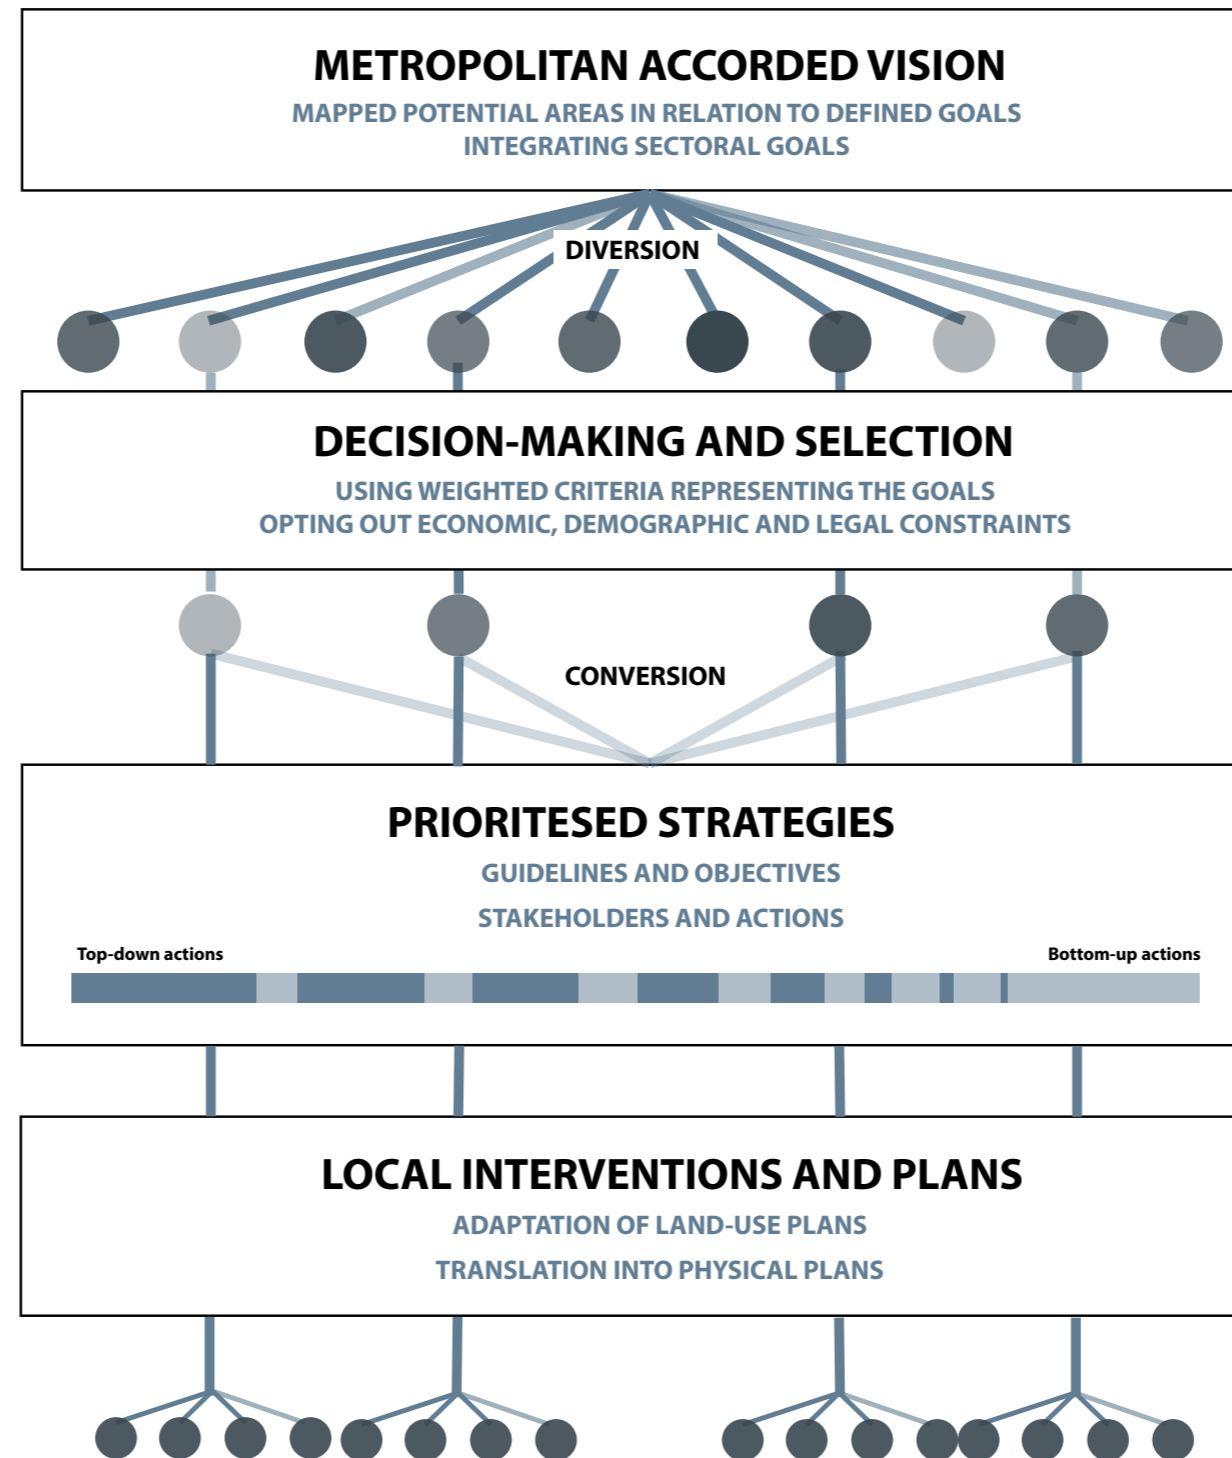 METROPOLITAN ACCORDED VISION
MAPPED POTENTIAL AREAS IN RELATION TO DEFINED GOALS
INTEGRATING SECTORAL GOALS
DIVERSION
DECISION-MAKING AND SELECTION
USING WEIGHTED CRITERIA REPRESENTING THE GOALS
OPTING OUT ECONOMIC, DEMOGRAPHIC AND LEGAL CONSTRAINTS
CONVERSION
PRIORITESED STRATEGIES
GUIDELINES AND OBJECTIVES
STAKEHOLDERS AND ACTIONS
Top-down actions
Bottom-up actions
LOCAL INTERVENTIONS AND PLANS
ADAPTATION OF LAND-USE PLANS
TRANSLATION INTO PHYSICAL PLANS